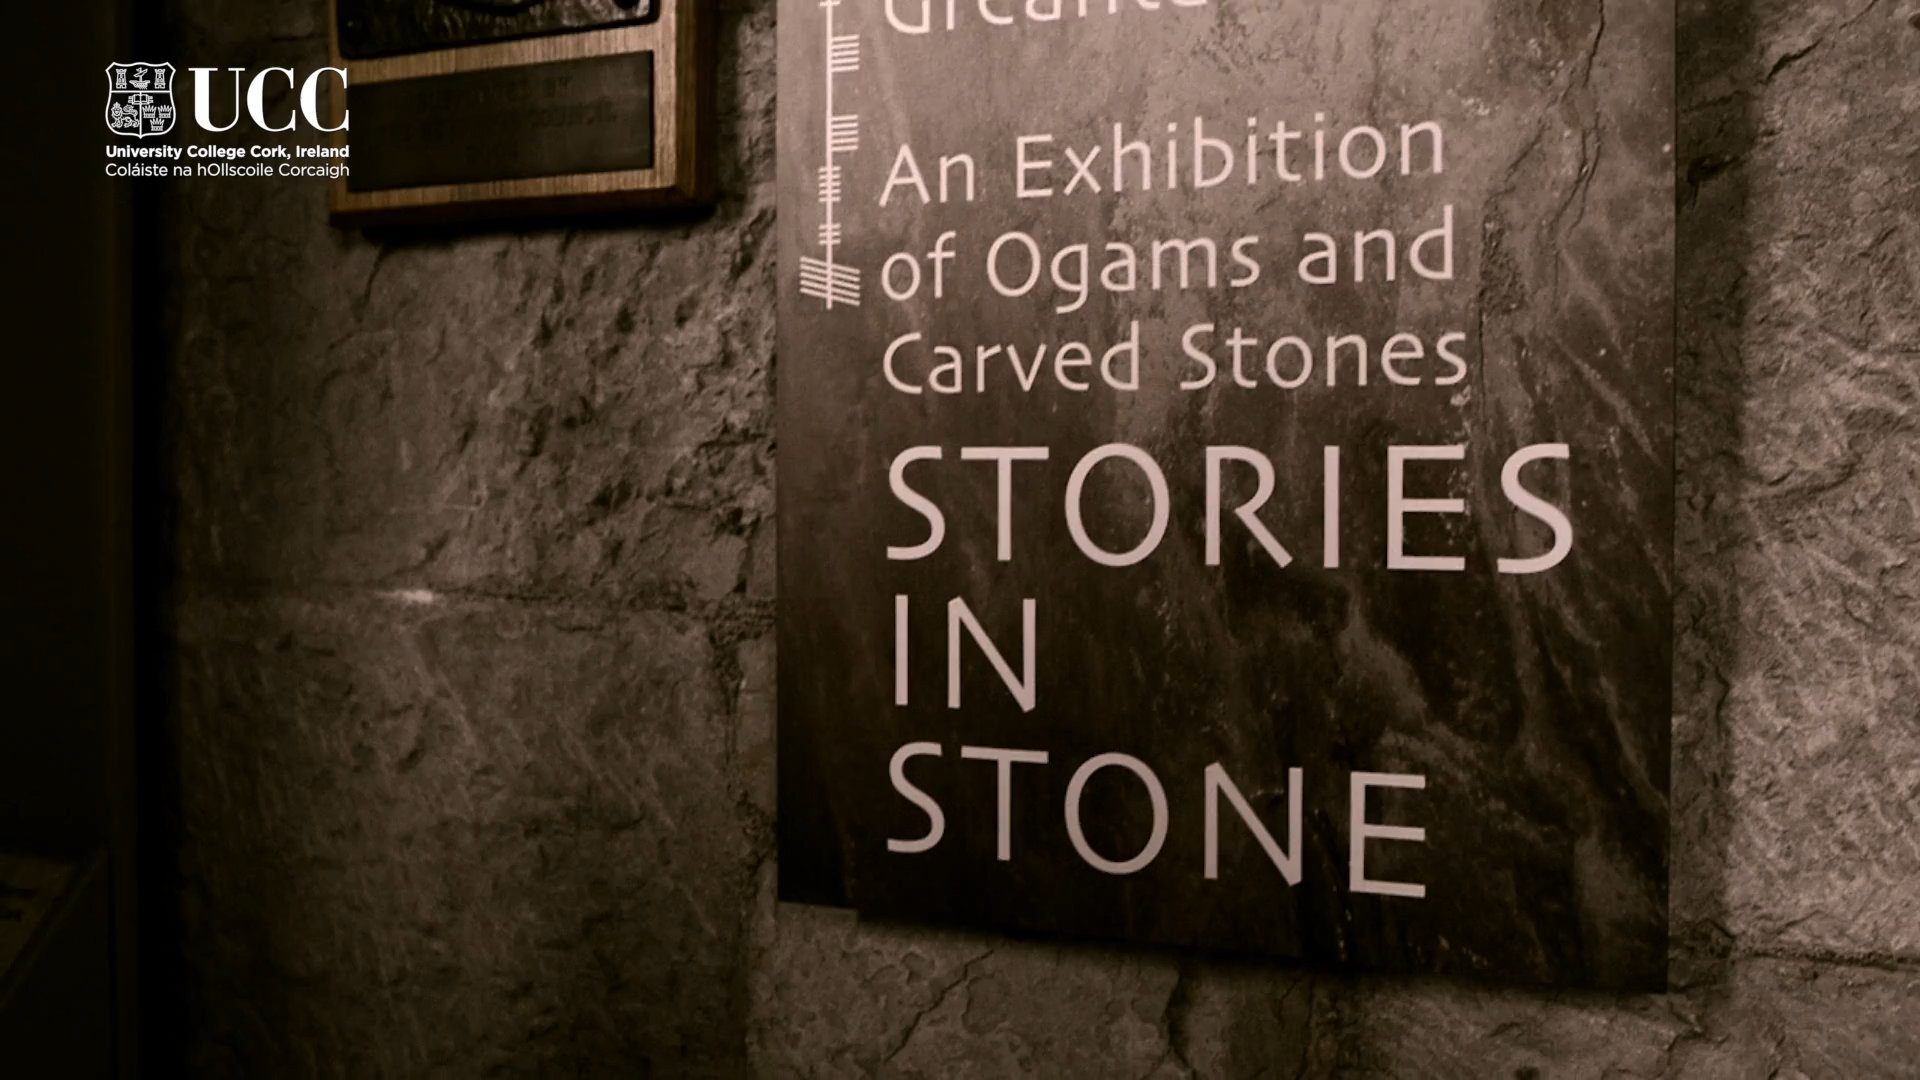 UCC
University College Cork, Ireland
Coláiste na hOllscoile Corcaigh
An Exhibition
of Ogams and
Carved Stones
STORIES
IN
STONE